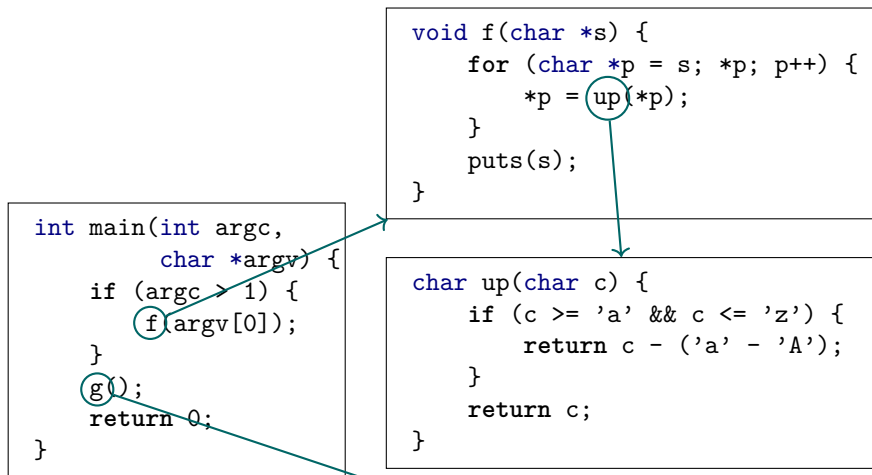 void f(char *s) {
    for (char *p = s; *p; p++) {
        *p = up(*p);
    }
    puts(s);
}
int main(int argc,
         char *argv) {
    if (argc > 1) {
        f(argv[0]);
    }
    g();
    return 0;
}
char up(char c) {
    if (c >= 'a' && c <= 'z') {
        return c - ('a' - 'A');
    }
    return c;
}